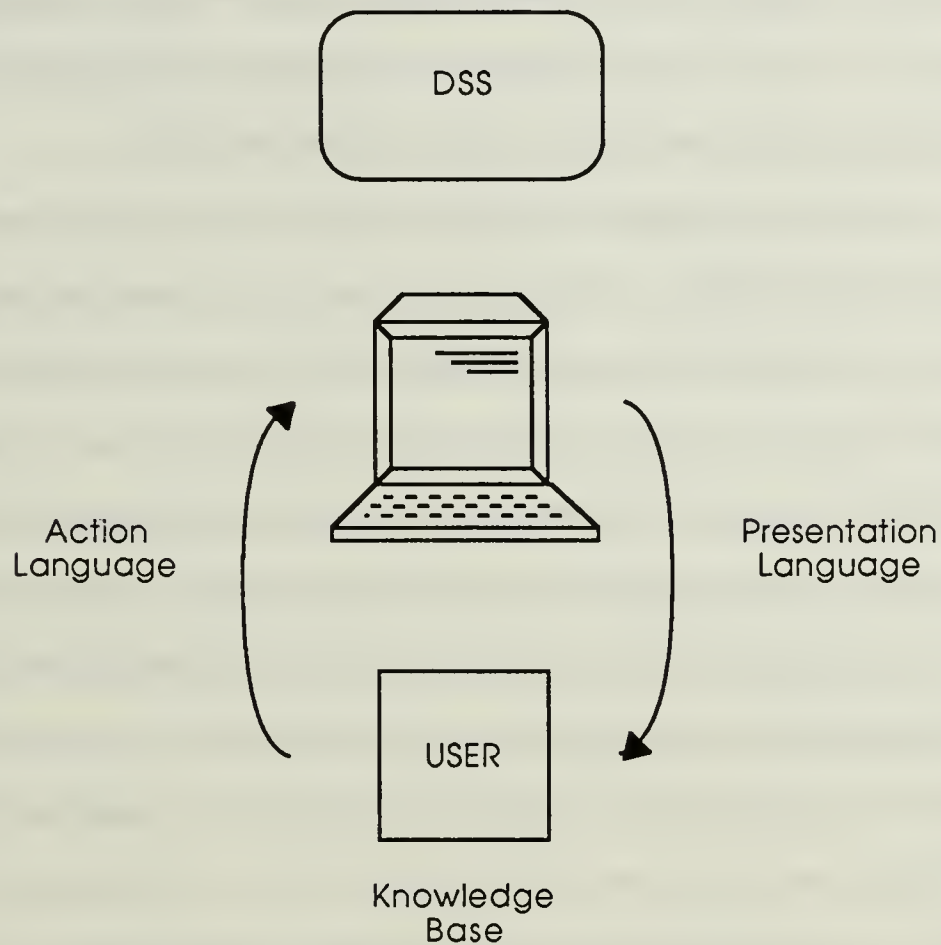 DSS
Action
Language
Presentation
Language
USER
Knowledge
Base